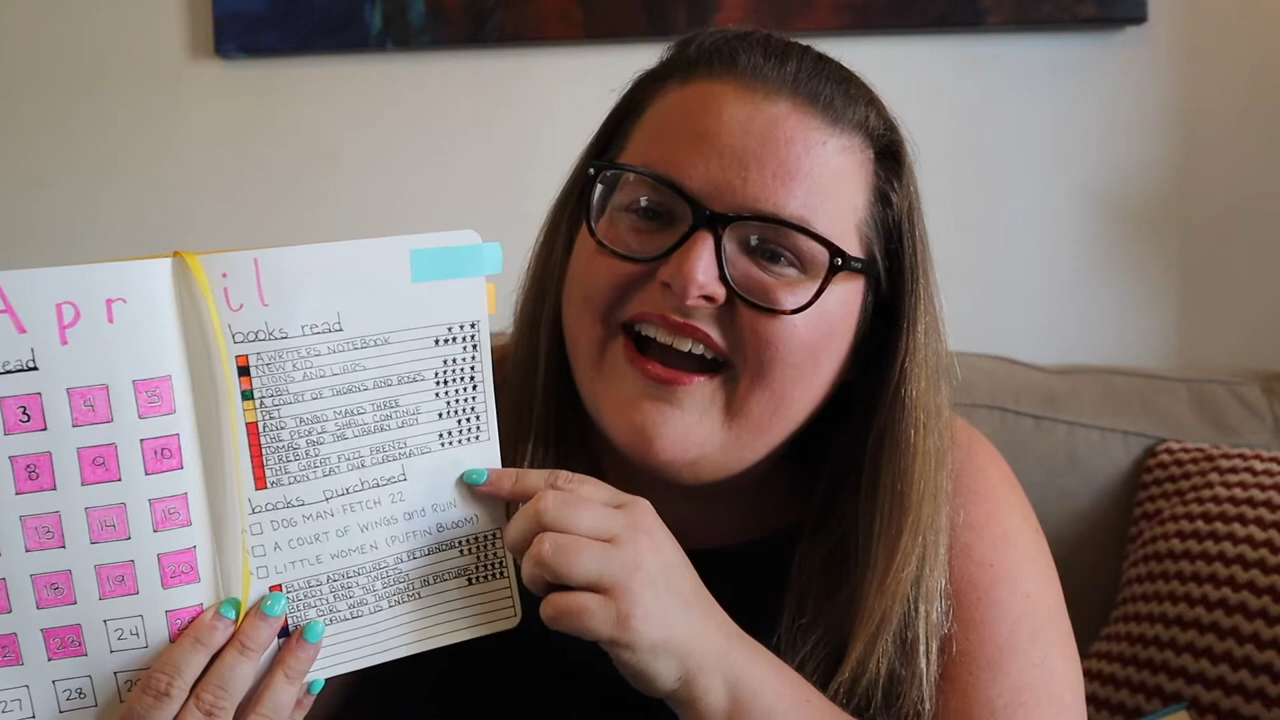 Apr
read
3 4 5
8 9 10
13 14 15
18 19 20
23 24
27 28
il
books read
A WRITERS NOTEBOOK
NEW KID
LIONS AND LIARS
1984
A COURT OF THORNS AND ROSES
PET
AND TANGO MAKES THREE
THE PEOPLE SHALL CONTINUE
TOMAS AND THE LIBRARY LADY
FIREBIRD
THE GREAT FUZZ FRENZY
WE DON'T EAT OUR CLASSMATES
books purchased
DOG MAN: FETCH 22
A COURT OF WINGS and RUIN
LITTLE WOMEN (PUFFIN BLOOM)
ELLIE'S ADVENTURES IN PETLANDIA
NERDY BIRDY TWEETS
BEAUTY AND THE BEAST
THE GIRL WHO THOUGHT IN PICTURES
CALLED US ENEMY